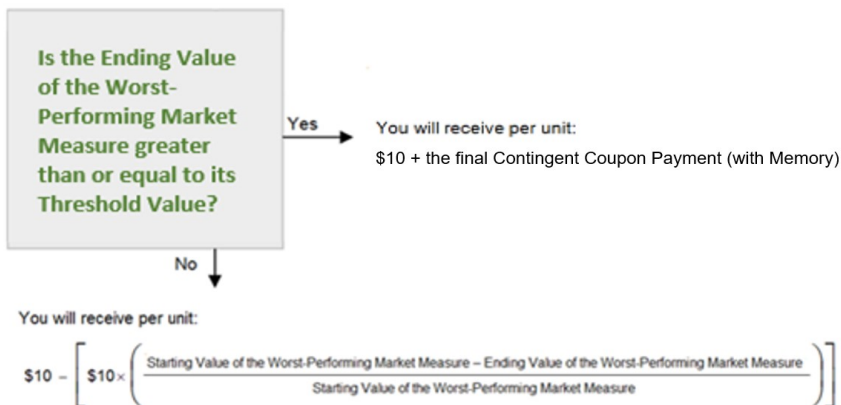 Is the Ending Value
of the Worst-
Performing Market
Measure greater
than or equal to its
Threshold Value?
Yes
You will receive per unit:
$10 + the final Contingent Coupon Payment (with Memory)
No
You will receive per unit:
$10 – [ $10× ( Starting Value of the Worst-Performing Market Measure – Ending Value of the Worst-Performing Market Measure
Starting Value of the Worst-Performing Market Measure ) ]